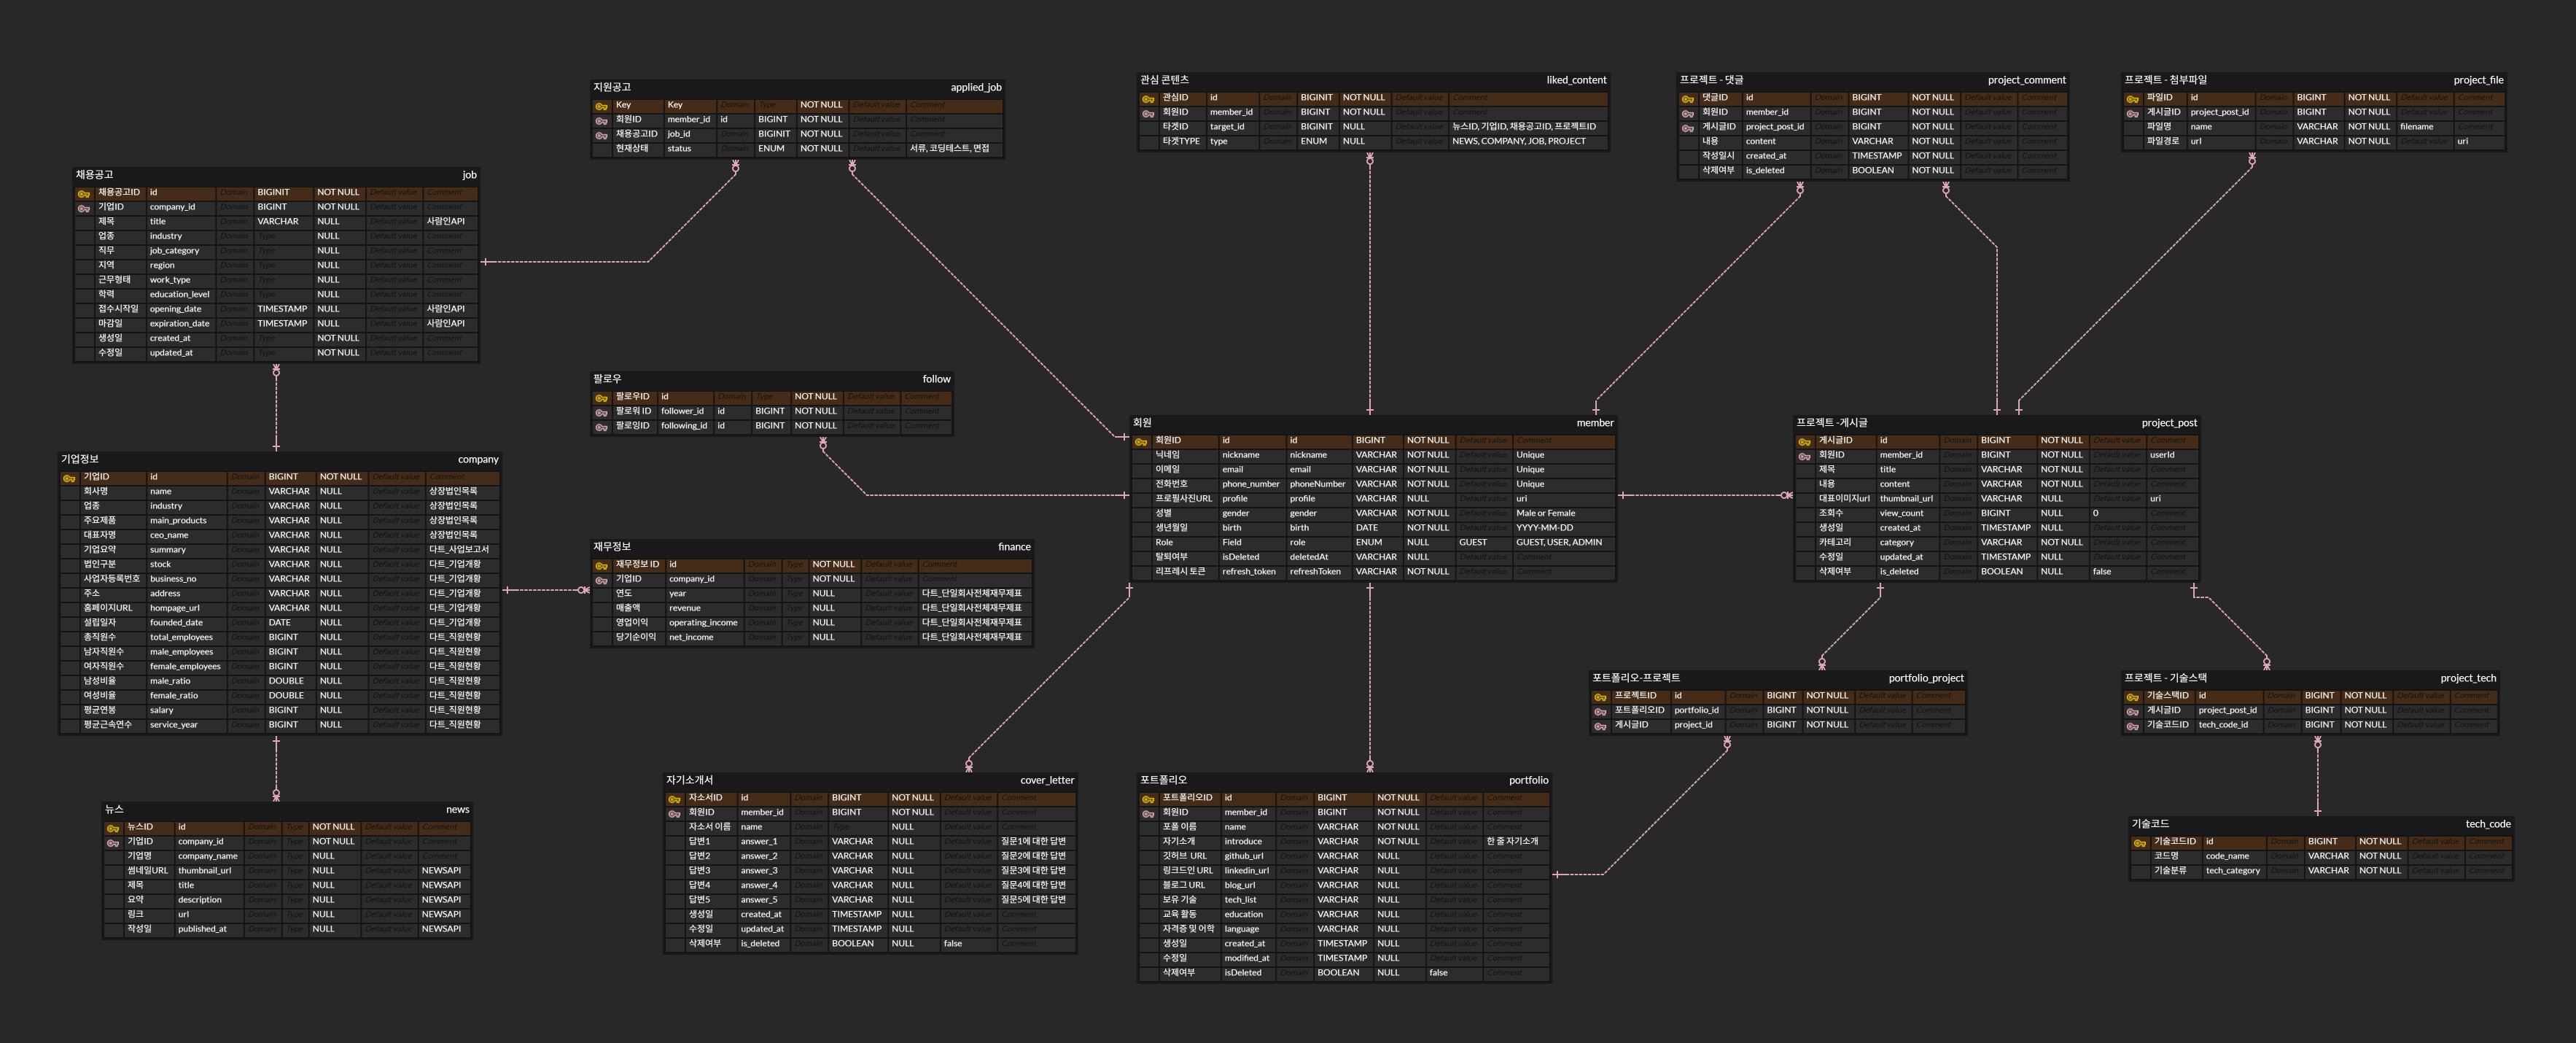 지원공고 applied_job
Key Key Domain Type NOT NULL Default value Comment
회원ID member_id id BIGINT NOT NULL Default value Comment
채용공고ID job_id Domain BIGINIT NOT NULL Default value Comment
현재상태 status Domain ENUM NOT NULL Default value 서류, 코딩테스트, 면접
관심 콘텐츠 liked_content
관심ID id Domain BIGINIT NOT NULL Default value Comment
회원ID member_id Domain BIGINT NOT NULL Default value Comment
타겟ID target_id Domain BIGINIT NULL Default value 뉴스ID, 기업ID, 채용공고ID, 프로젝트ID
타겟TYPE type Domain ENUM NULL Default value NEWS, COMPANY, JOB, PROJECT
프로젝트 - 댓글 project_comment
댓글ID id Domain BIGINT NOT NULL Default value Comment
회원ID member_id Domain BIGINT NOT NULL Default value Comment
게시글ID project_post_id Domain BIGINT NOT NULL Default value Comment
내용 content Domain VARCHAR NOT NULL Default value Comment
작성일시 created_at Domain TIMESTAMP NOT NULL Default value Comment
삭제여부 is_deleted Domain BOOLEAN NOT NULL Default value Comment
프로젝트 - 첨부파일 project_file
파일ID id Domain BIGINT NOT NULL Default value Comment
게시글ID project_post_id Domain BIGINT NOT NULL Default value Comment
파일명 name Domain VARCHAR NOT NULL filename Comment
파일경로 url Domain VARCHAR NOT NULL Default value uri
채용공고 job
채용공고ID id Domain BIGINIT NOT NULL Default value Comment
기업ID company_id Domain BIGINT NOT NULL Default value Comment
제목 title Domain VARCHAR NULL Default value 사람인API
업종 industry Domain Type NULL Default value Comment
직무 job_category Domain Type NULL Default value Comment
지역 region Domain Type NULL Default value Comment
근무형태 work_type Domain Type NULL Default value Comment
학력 education_level Domain Type NULL Default value Comment
접수시작일 opening_date Domain TIMESTAMP NULL Default value 사람인API
마감일 expiration_date Domain TIMESTAMP NULL Default value 사람인API
생성일 created_at Domain Type NOT NULL Default value Comment
수정일 updated_at Domain Type NOT NULL Default value Comment
팔로우 follow
팔로우ID id Domain Type NOT NULL Default value Comment
팔로워 ID follower_id id BIGINT NOT NULL Default value Comment
팔로잉ID following_id id BIGINT NOT NULL Default value Comment
회원 member
회원ID id id BIGINT NOT NULL Default value Comment
닉네임 nickname nickname VARCHAR NOT NULL Default value Unique
이메일 email email VARCHAR NOT NULL Default value Unique
전화번호 phone_number phoneNumber VARCHAR NOT NULL Default value Unique
프로필사진URL profile profile VARCHAR NULL Default value uri
성별 gender gender VARCHAR NOT NULL Default value Male or Female
생년월일 birth birth DATE NOT NULL Default value YYYY-MM-DD
Role Field role ENUM NULL GUEST GUEST, USER, ADMIN
탈퇴여부 isDeleted deletedAt VARCHAR NULL Default value Comment
리프레시 토큰 refresh_token refreshToken VARCHAR NOT NULL Default value Comment
프로젝트 -게시글 project_post
게시글ID id Domain BIGINT NOT NULL Default value Comment
회원ID member_id Domain BIGINT NOT NULL Default value userId
제목 title Domain VARCHAR NOT NULL Default value Comment
내용 content Domain VARCHAR NOT NULL Default value Comment
대표이미지url thumbnail_url Domain VARCHAR NULL Default value uri
조회수 view_count Domain BIGINT NULL 0 Comment
생성일 created_at Domain TIMESTAMP NULL Default value Comment
카테고리 category Domain VARCHAR NOT NULL Default value Comment
수정일 updated_at Domain TIMESTAMP NULL Default value Comment
삭제여부 is_deleted Domain BOOLEAN NULL false Comment
기업정보 company
기업ID id Domain BIGINT NOT NULL Default value Comment
회사명 name Domain VARCHAR NULL Default value 상장법인목록
업종 industry Domain VARCHAR NULL Default value 상장법인목록
주요제품 main_products Domain VARCHAR NULL Default value 상장법인목록
대표자명 ceo_name Domain VARCHAR NULL Default value 상장법인목록
기업요약 summary Domain VARCHAR NULL Default value 다트_사업보고서
법인구분 stock Domain VARCHAR NULL Default value 다트_기업개황
사업자등록번호 business_no Domain VARCHAR NULL Default value 다트_기업개황
주소 address Domain VARCHAR NULL Default value 다트_기업개황
홈페이지URL hompage_url Domain VARCHAR NULL Default value 다트_기업개황
설립일자 founded_date Domain DATE NULL Default value 다트_기업개황
총직원수 total_employees Domain BIGINT NULL Default value 다트_직원현황
남자직원수 male_employees Domain BIGINT NULL Default value 다트_직원현황
여자직원수 female_employees Domain BIGINT NULL Default value 다트_직원현황
남성비율 male_ratio Domain DOUBLE NULL Default value 다트_직원현황
여성비율 female_ratio Domain DOUBLE NULL Default value 다트_직원현황
평균연봉 salary Domain BIGINT NULL Default value 다트_직원현황
평균근속연수 service_year Domain BIGINT NULL Default value 다트_직원현황
재무정보 finance
재무정보 ID id Domain Type NOT NULL Default value Comment
기업ID company_id Domain Type NOT NULL Default value Comment
연도 year Domain Type NULL Default value 다트_단일회사전체재무제표
매출액 revenue Domain Type NULL Default value 다트_단일회사전체재무제표
영업이익 operating_income Domain Type NULL Default value 다트_단일회사전체재무제표
당기순이익 net_income Domain Type NULL Default value 다트_단일회사전체재무제표
포트폴리오-프로젝트 portfolio_project
프로젝트ID id Domain BIGINT NOT NULL Default value Comment
포트폴리오ID portfolio_id Domain BIGINT NOT NULL Default value Comment
게시글ID project_id Domain BIGINT NOT NULL Default value Comment
프로젝트 - 기술스택 project_tech
기술스택ID id Domain BIGINT NOT NULL Default value Comment
게시글ID project_post_id Domain BIGINT NOT NULL Default value Comment
기술코드ID tech_code_id Domain BIGINT NOT NULL Default value Comment
뉴스 news
뉴스ID id Domain Type NOT NULL Default value Comment
기업ID company_id Domain Type NOT NULL Default value Comment
기업명 company_name Domain Type NULL Default value Comment
썸네일URL thumbnail_url Domain Type NULL Default value NEWSAPI
제목 title Domain Type NULL Default value NEWSAPI
요약 description Domain Type NULL Default value NEWSAPI
링크 url Domain Type NULL Default value NEWSAPI
작성일 published_at Domain Type NULL Default value NEWSAPI
자기소개서 cover_letter
자소서ID id Domain BIGINT NOT NULL Default value Comment
회원ID member_id Domain BIGINT NOT NULL Default value Comment
자소서 이름 name Domain Type NULL Default value Comment
답변1 answer_1 Domain VARCHAR NULL Default value 질문1에 대한 답변
답변2 answer_2 Domain VARCHAR NULL Default value 질문2에 대한 답변
답변3 answer_3 Domain VARCHAR NULL Default value 질문3에 대한 답변
답변4 answer_4 Domain VARCHAR NULL Default value 질문4에 대한 답변
답변5 answer_5 Domain VARCHAR NULL Default value 질문5에 대한 답변
생성일 created_at Domain TIMESTAMP NULL Default value Comment
수정일 updated_at Domain TIMESTAMP NULL Default value Comment
삭제여부 is_deleted Domain BOOLEAN NULL false Comment
포트폴리오 portfolio
포트폴리오ID id Domain BIGINT NOT NULL Default value Comment
회원ID member_id Domain BIGINT NOT NULL Default value Comment
포폴 이름 name Domain VARCHAR NOT NULL Default value Comment
자기소개 introduce Domain VARCHAR NOT NULL Default value 한 줄 자기소개
깃허브 URL github_url Domain VARCHAR NULL Default value Comment
링크드인 URL linkedin_url Domain VARCHAR NULL Default value Comment
블로그 URL blog_url Domain VARCHAR NULL Default value Comment
보유 기술 tech_list Domain VARCHAR NULL Default value Comment
교육 활동 education Domain VARCHAR NULL Default value Comment
자격증 및 어학 language Domain VARCHAR NULL Default value Comment
생성일 created_at Domain TIMESTAMP NULL Default value Comment
수정일 modified_at Domain TIMESTAMP NULL Default value Comment
삭제여부 isDeleted Domain BOOLEAN NULL false Comment
기술코드 tech_code
기술코드ID id Domain BIGINT NOT NULL Default value Comment
코드명 code_name Domain VARCHAR NOT NULL Default value Comment
기술분류 tech_category Domain VARCHAR NOT NULL Default value Comment